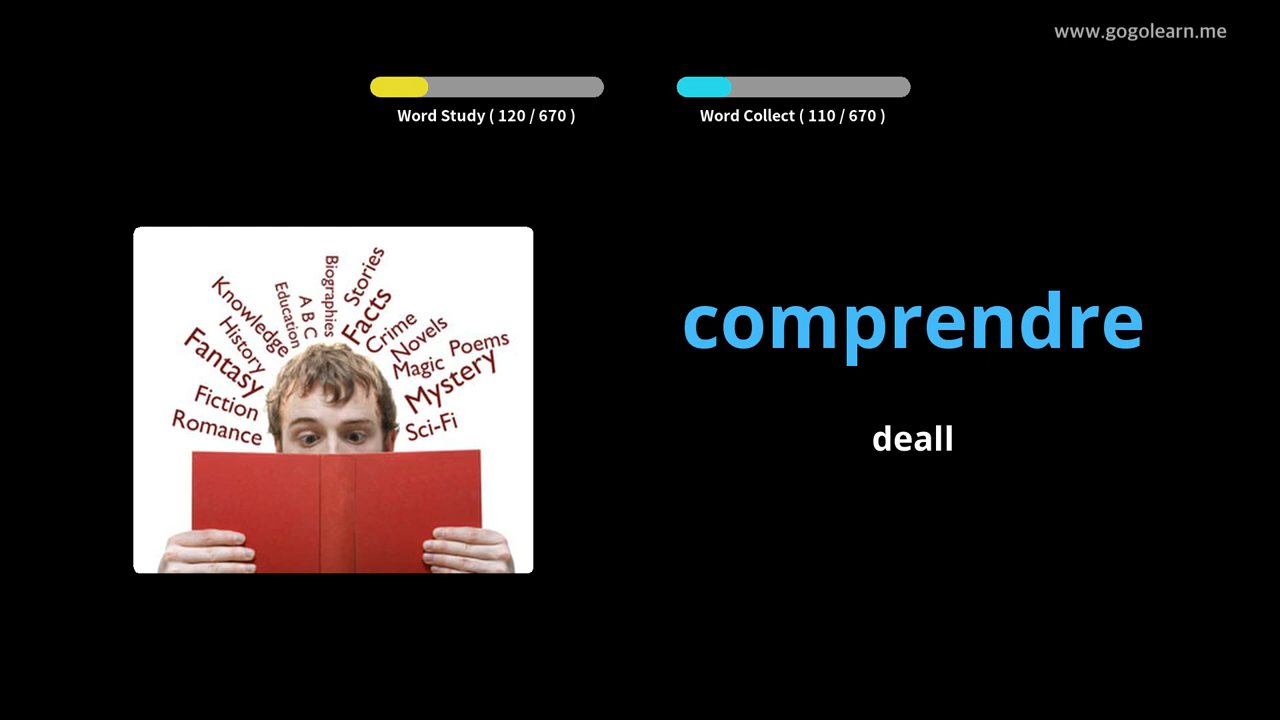 www.gogolearn.me
Word Study ( 120 / 670 )
Word Collect ( 110 / 670 )
Biographies
Stories
Education
A B C
Facts
Knowledge
Crime
History
Novels
Fantasy
Magic
Poems
Fiction
Mystery
Romance
Sci-Fi
comprendre
deall